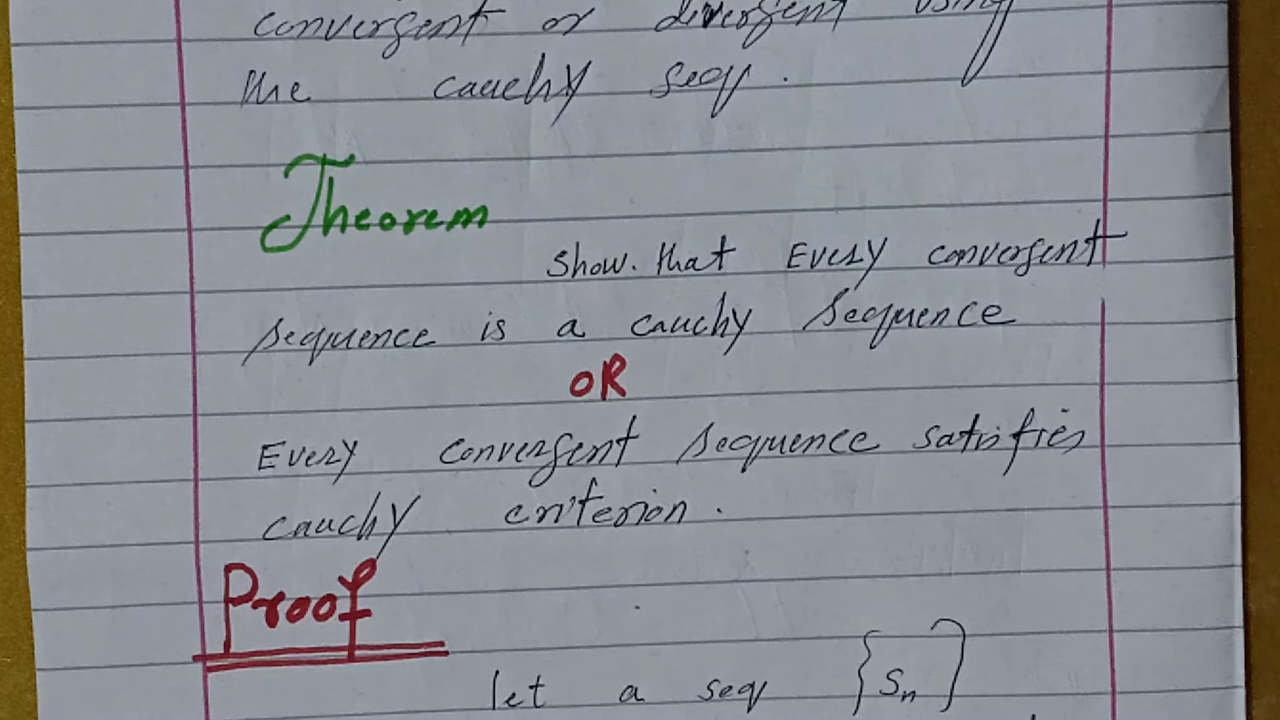 convergent or divergent using
the cauchy seq.
Theorem
Show that Every convergent
sequence is a cauchy sequence
OR
Every convergent sequence satisfies
cauchy criterion.
Proof
let a seq {Sn}